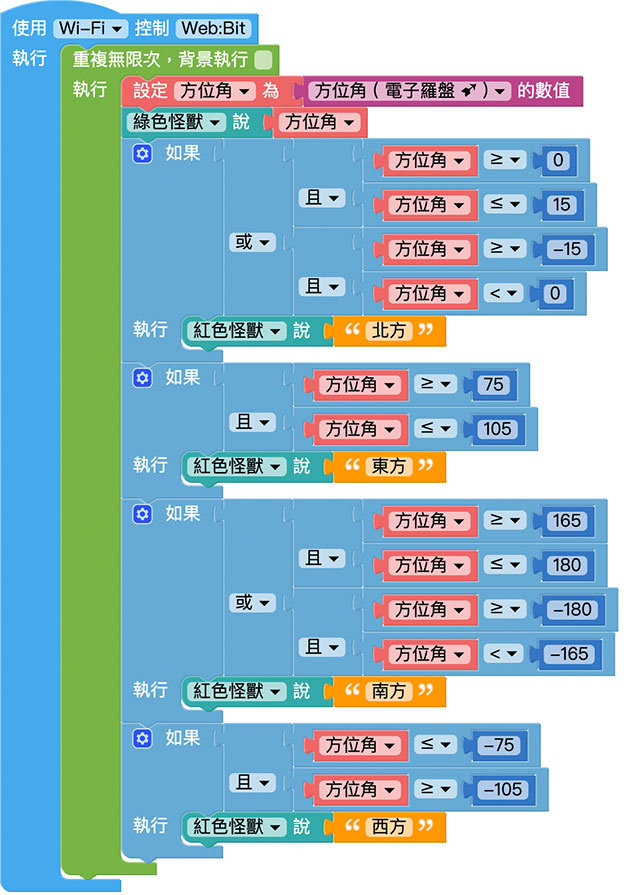 使用 Wi-Fi 控制 Web:Bit
執行 重複無限次，背景執行
執行 設定 方位角 為 方位角（電子羅盤 ➶）的數值
綠色怪獸 說 方位角
如果 方位角 ≥ 0
且 方位角 ≤ 15
或 方位角 ≥ -15
且 方位角 < 0
執行 紅色怪獸 說 “北方”
如果 方位角 ≥ 75
且 方位角 ≤ 105
執行 紅色怪獸 說 “東方”
如果 方位角 ≥ 165
且 方位角 ≤ 180
或 方位角 ≥ -180
且 方位角 < -165
執行 紅色怪獸 說 “南方”
如果 方位角 ≤ -75
且 方位角 ≥ -105
執行 紅色怪獸 說 “西方”